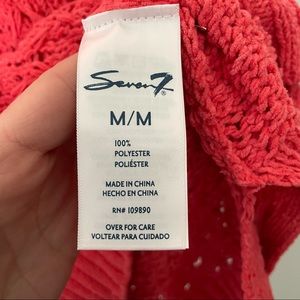 Seven7
M/M
100%
POLYESTER
POLIÉSTER
MADE IN CHINA
HECHO EN CHINA
RN# 109890
OVER FOR CARE
VOLTEAR PARA CUIDADO